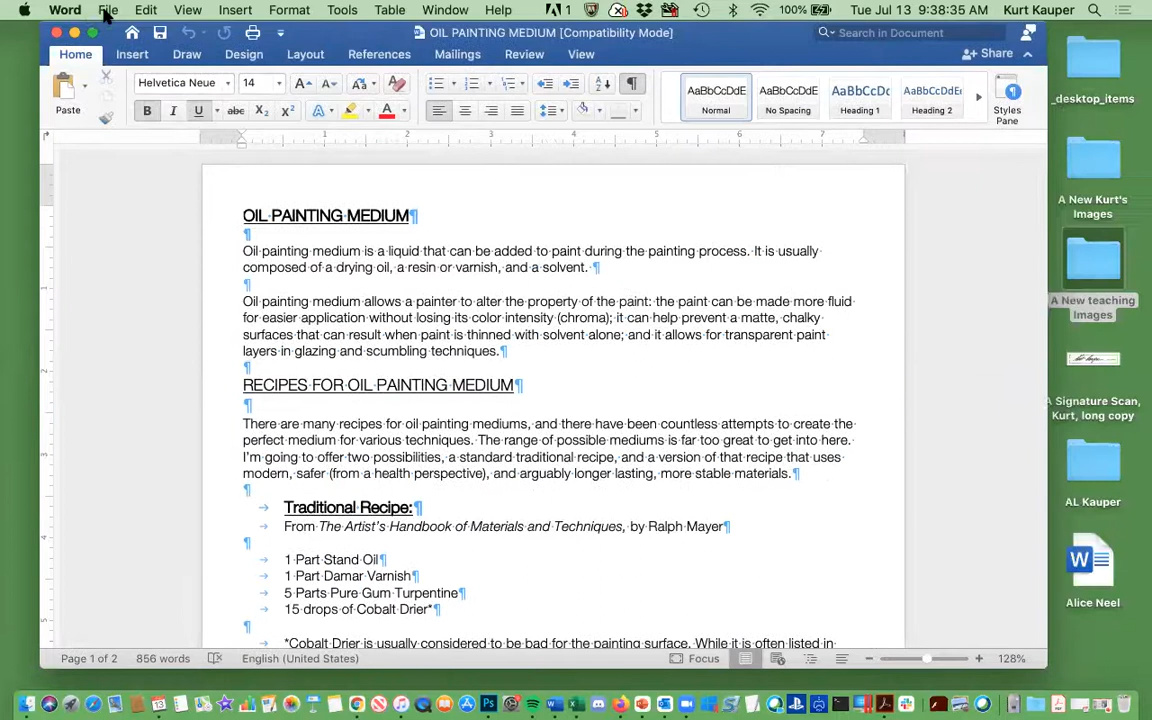 Word File Edit View Insert Format Tools Table Window Help 1 100% Tue Jul 13 9:38:35 AM Kurt Kauper
OIL PAINTING MEDIUM [Compatibility Mode] Search in Document
Home Insert Draw Design Layout References Mailings Review View Share
Paste Helvetica Neue 14 AaBbCcDdE AaBbCcDdE AaBbCcDc AaBbCcDdE
Normal No Spacing Heading 1 Heading 2 Styles Pane
1 2 3 4 5 6 7
OIL PAINTING MEDIUM¶
¶
Oil painting medium is a liquid that can be added to paint during the painting process. It is usually
composed of a drying oil, a resin or varnish, and a solvent. ¶
¶
Oil painting medium allows a painter to alter the property of the paint: the paint can be made more fluid
for easier application without losing its color intensity (chroma); it can help prevent a matte, chalky
surfaces that can result when paint is thinned with solvent alone; and it allows for transparent paint
layers in glazing and scumbling techniques.¶
¶
RECIPES FOR OIL PAINTING MEDIUM¶
¶
There are many recipes for oil painting mediums, and there have been countless attempts to create the
perfect medium for various techniques. The range of possible mediums is far too great to get into here.
I'm going to offer two possibilities, a standard traditional recipe, and a version of that recipe that uses
modern, safer (from a health perspective), and arguably longer lasting, more stable materials.¶
¶
Traditional Recipe:¶
From The Artist's Handbook of Materials and Techniques, by Ralph Mayer¶
¶
1 Part Stand Oil¶
1 Part Damar Varnish¶
5 Parts Pure Gum Turpentine¶
15 drops of Cobalt Drier*¶
¶
*Cobalt Drier is usually considered to be bad for the painting surface. While it is often listed in
Page 1 of 2 856 words English (United States) Focus 128%
_desktop_items
A New Kurt's
Images
A New teaching
Images
A Signature Scan,
Kurt, long copy
AL Kauper
Alice Neel